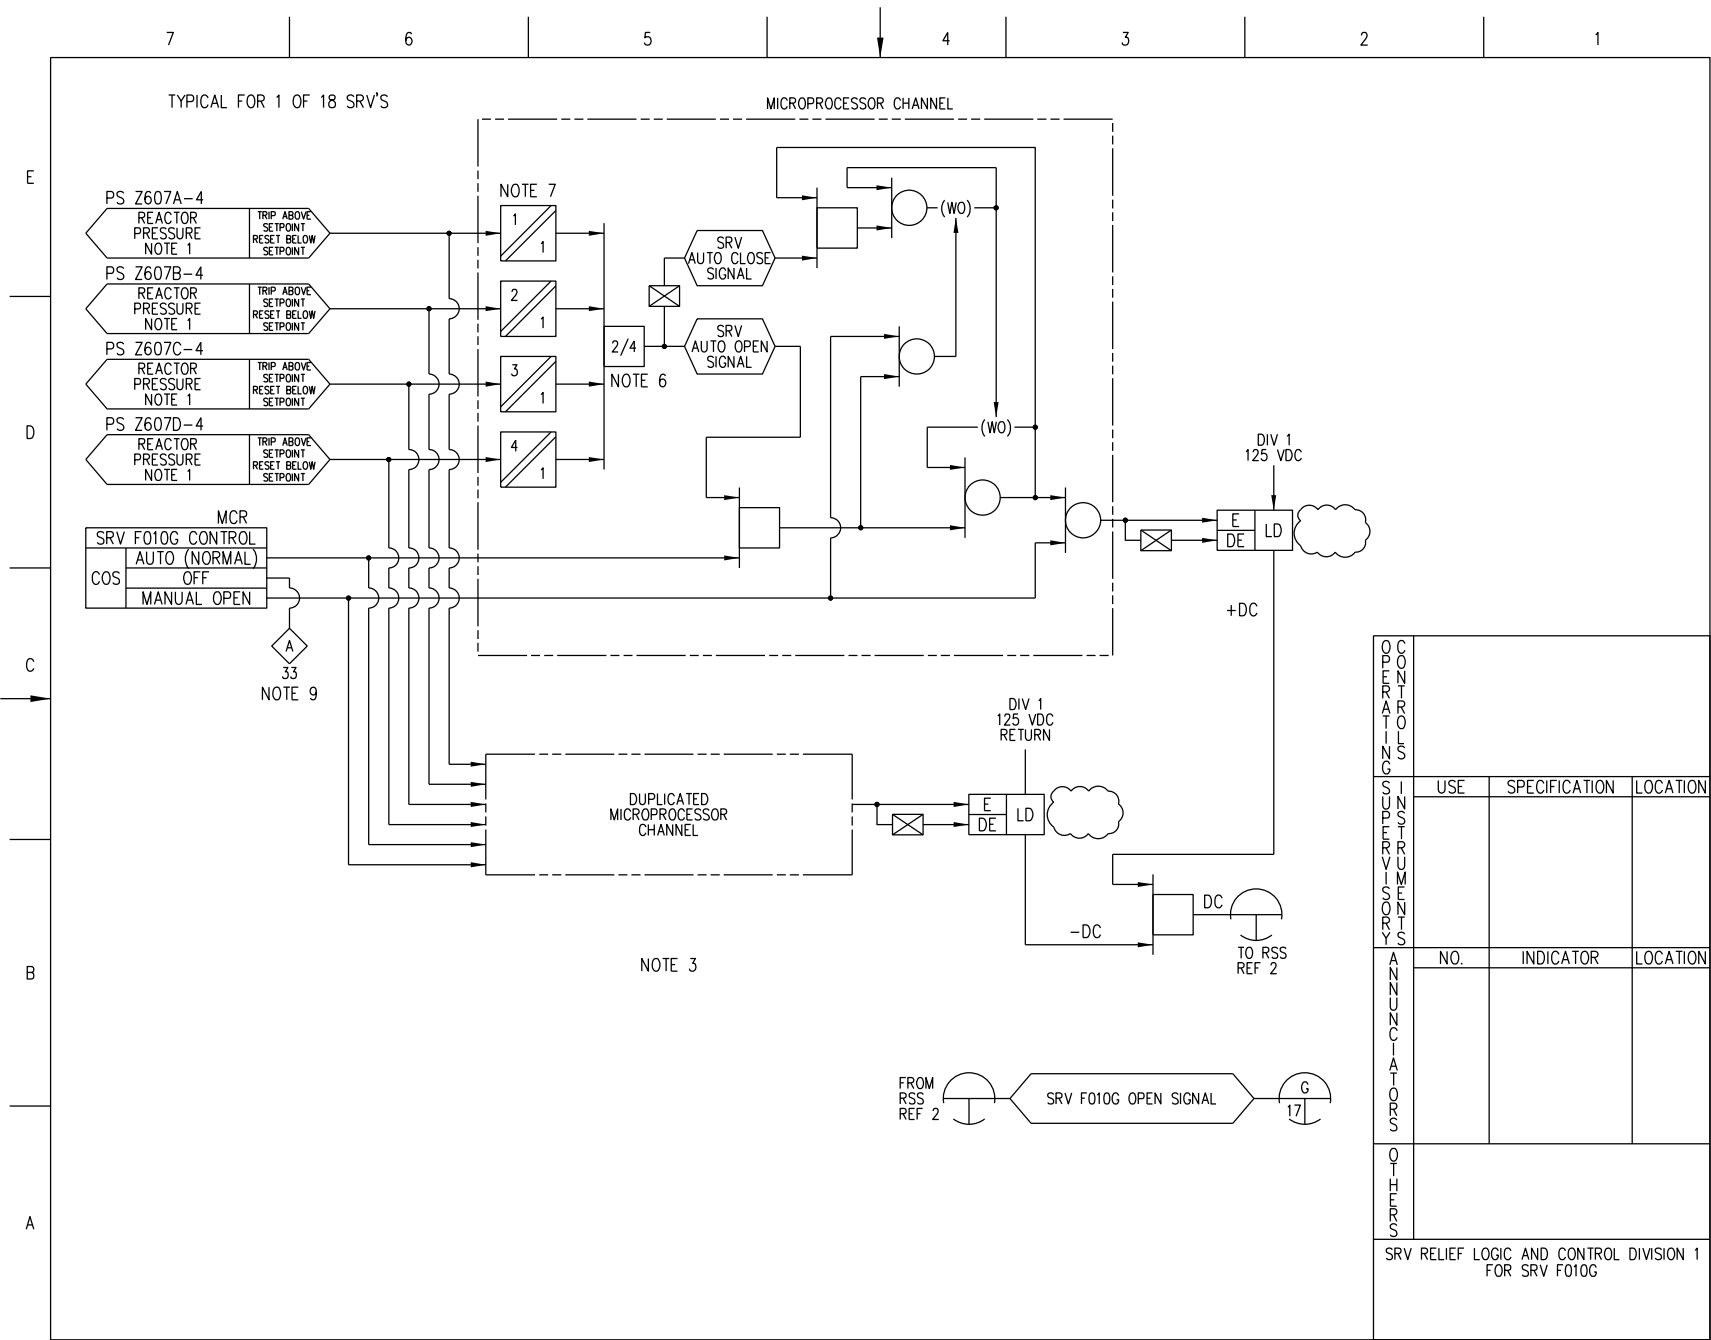 7 6 5 4 3 2 1
TYPICAL FOR 1 OF 18 SRV'S
MICROPROCESSOR CHANNEL
E
NOTE 7
PS Z607A-4
REACTOR
PRESSURE
NOTE 1
TRIP ABOVE
SETPOINT
RESET BELOW
SETPOINT
1
1
(WO)
SRV
AUTO CLOSE
SIGNAL
PS Z607B-4
REACTOR
PRESSURE
NOTE 1
TRIP ABOVE
SETPOINT
RESET BELOW
SETPOINT
2
1
SRV
AUTO OPEN
SIGNAL
2/4
NOTE 6
PS Z607C-4
REACTOR
PRESSURE
NOTE 1
TRIP ABOVE
SETPOINT
RESET BELOW
SETPOINT
3
1
D
PS Z607D-4
REACTOR
PRESSURE
NOTE 1
TRIP ABOVE
SETPOINT
RESET BELOW
SETPOINT
4
1
(WO)
DIV 1
125 VDC
MCR
SRV F010G CONTROL
COS
AUTO (NORMAL)
OFF
MANUAL OPEN
E
DE
LD
+DC
C
A
33
NOTE 9
DIV 1
125 VDC
RETURN
DUPLICATED
MICROPROCESSOR
CHANNEL
E
DE
LD
-DC
DC
TO RSS
REF 2
B
NOTE 3
FROM
RSS
REF 2
SRV F010G OPEN SIGNAL
G
17
A
OPERATING
CONTROLS
SUPERVISORY
INSTRUMENTS
USE SPECIFICATION LOCATION
ANNUNCIATORS
NO. INDICATOR LOCATION
OTHERS
SRV RELIEF LOGIC AND CONTROL DIVISION 1
FOR SRV F010G